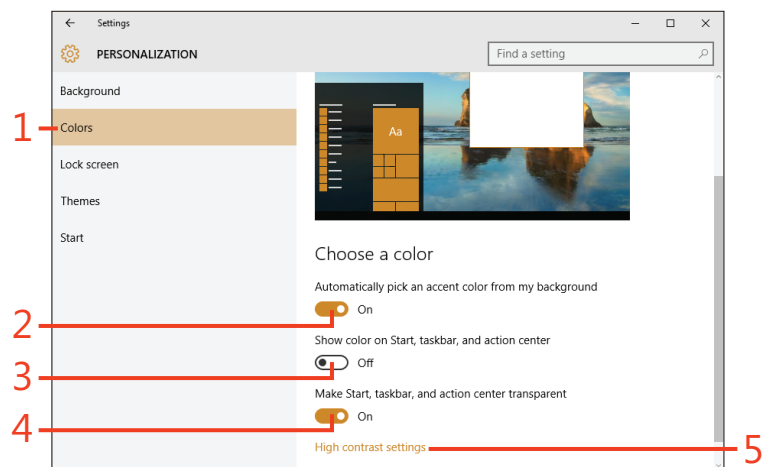 Settings
PERSONALIZATION
Find a setting
Background
1
Colors
Lock screen
Themes
Start
Aa
Choose a color
Automatically pick an accent color from my background
2
On
Show color on Start, taskbar, and action center
3
Off
Make Start, taskbar, and action center transparent
4
On
High contrast settings
5